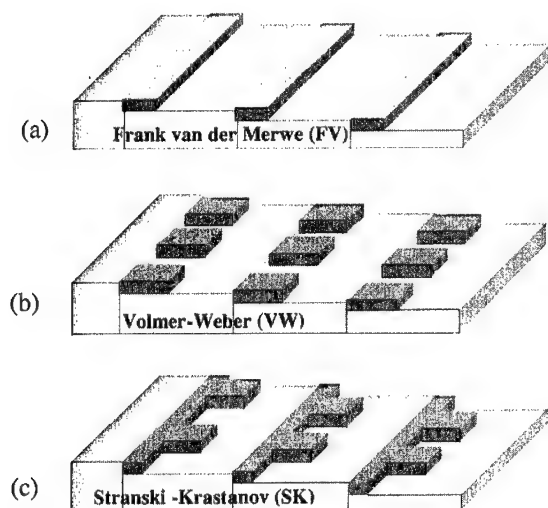 (a)
Frank van der Merwe (FV)
(b)
Volmer-Weber (VW)
(c)
Stranski -Krastanov (SK)